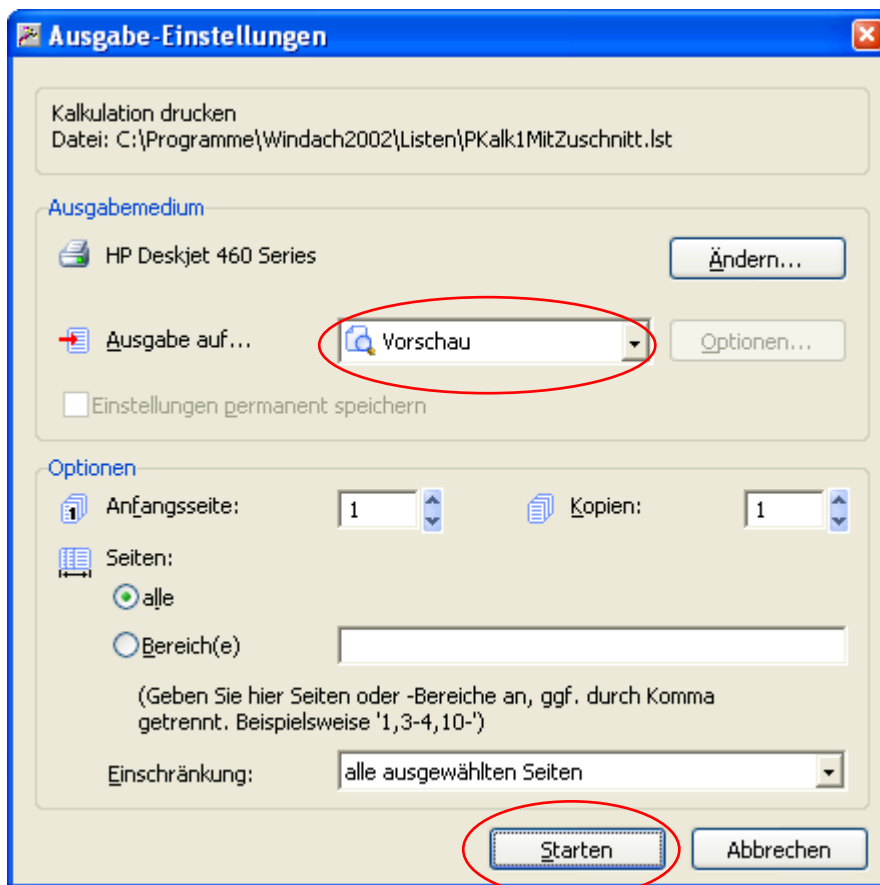 Ausgabe-Einstellungen
Kalkulation drucken
Datei: C:\Programme\Windach2002\Listen\PKalk1MitZuschnitt.lst
Ausgabemedium
HP Deskjet 460 Series
Ändern...
Ausgabe auf...
Vorschau
Optionen...
Einstellungen permanent speichern
Optionen
Anfangsseite:
1
Kopien:
1
Seiten:
alle
Bereich(e)
(Geben Sie hier Seiten oder -Bereiche an, ggf. durch Komma
getrennt. Beispielsweise '1,3-4,10-')
Einschränkung:
alle ausgewählten Seiten
Starten
Abbrechen